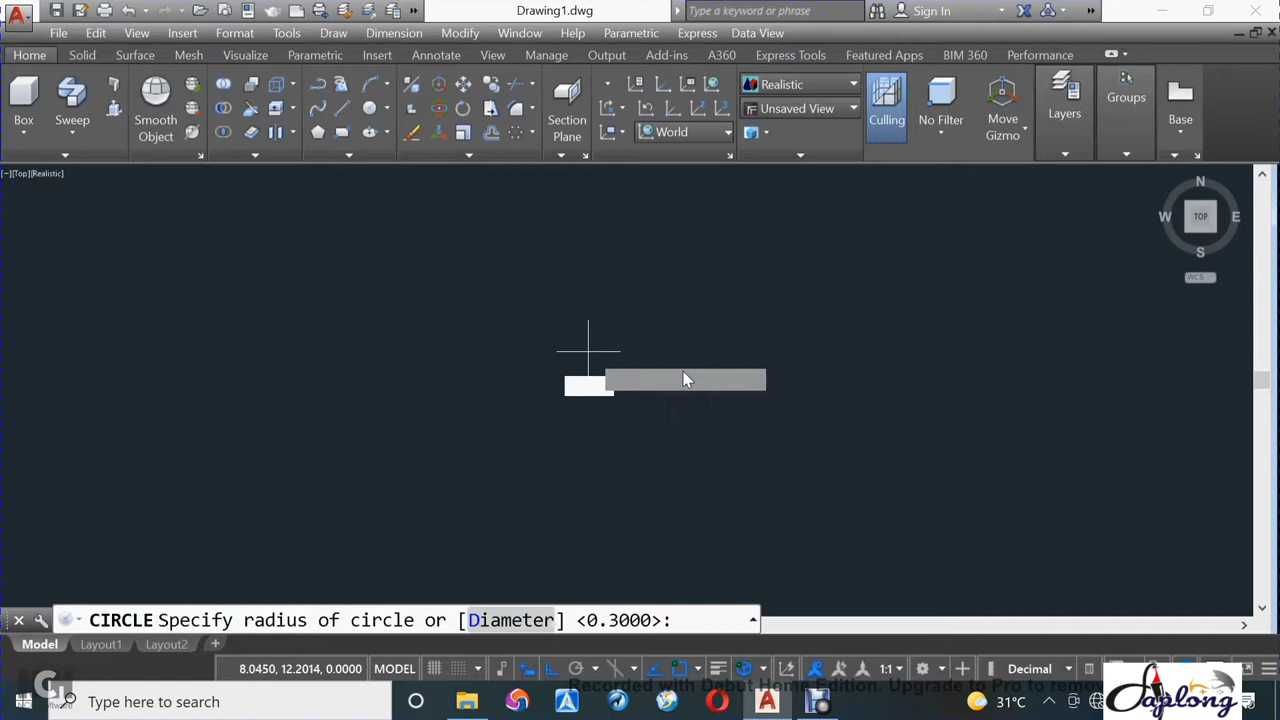 Drawing1.dwg
Type a keyword or phrase
Sign In
File Edit View Insert Format Tools Draw Dimension Modify Window Help Parametric Express Data View
Home Solid Surface Mesh Visualize Parametric Insert Annotate View Manage Output Add-ins A360 Express Tools Featured Apps BIM 360 Performance
Box
Sweep
Smooth Object
Section Plane
World
Realistic
Unsaved View
Culling
No Filter
Move Gizmo
Layers
Groups
Base
[−][Top][Realistic]
N
W TOP E
S
WCS
CIRCLE Specify radius of circle or [Diameter] <0.3000>:
Model Layout1 Layout2 +
8.0450, 12.2014, 0.0000 MODEL 1:1 Decimal
Recorded with Debut Home Edition. Upgrade to Pro to remov
Type here to search
31°C
Daplong